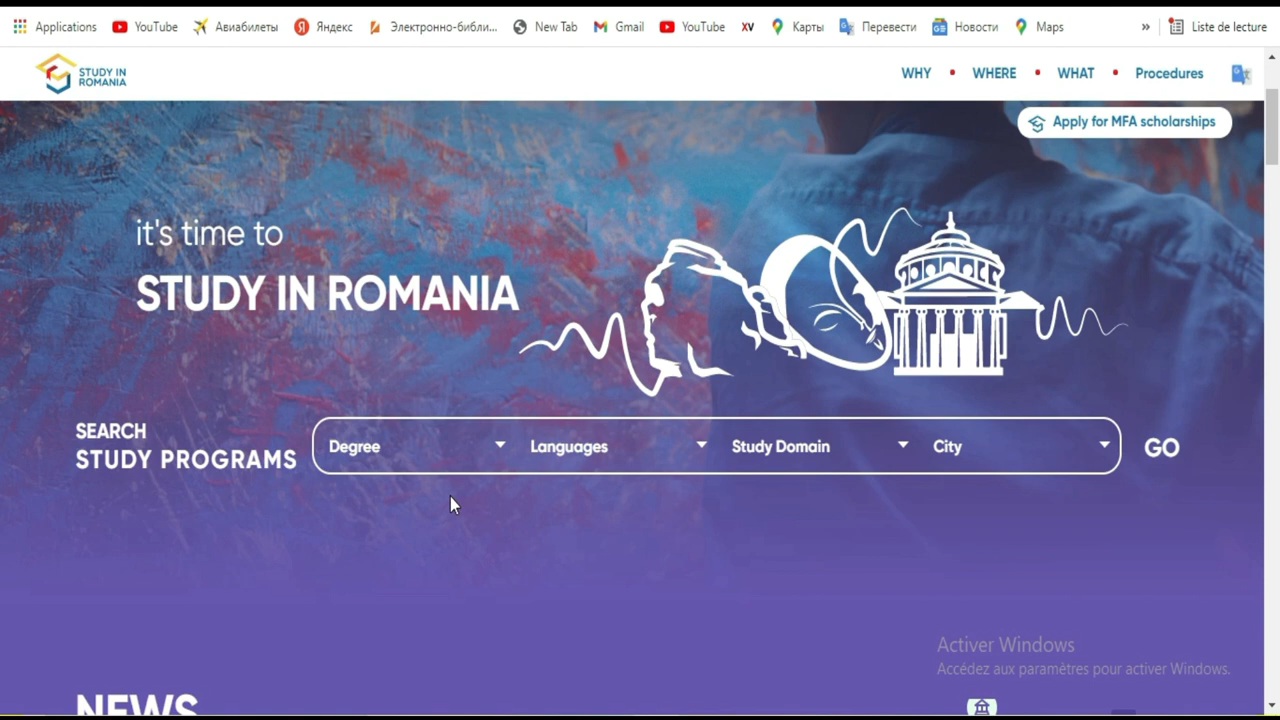 Applications YouTube Авиабилеты Яндекс Электронно-библи... New Tab Gmail YouTube XV Карты Перевести Новости Maps » Liste de lecture
STUDY IN
ROMANIA
WHY • WHERE • WHAT • Procedures
Apply for MFA scholarships
it's time to
STUDY IN ROMANIA
SEARCH
STUDY PROGRAMS
Degree Languages Study Domain City GO
Activer Windows
Accédez aux paramètres pour activer Windows.
NEWS